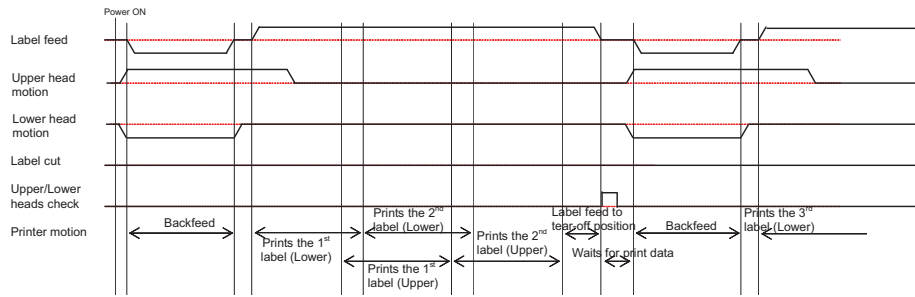 Power ON
Label feed
Upper head
motion
Lower head
motion
Label cut
Upper/Lower
heads check
Printer motion
Backfeed
Prints the 1st
label (Lower)
Prints the 1st
label (Upper)
Prints the 2nd
label (Lower)
Prints the 2nd
label (Upper)
Label feed to
tear-off position
Waits for print data
Backfeed
Prints the 3rd
label (Lower)